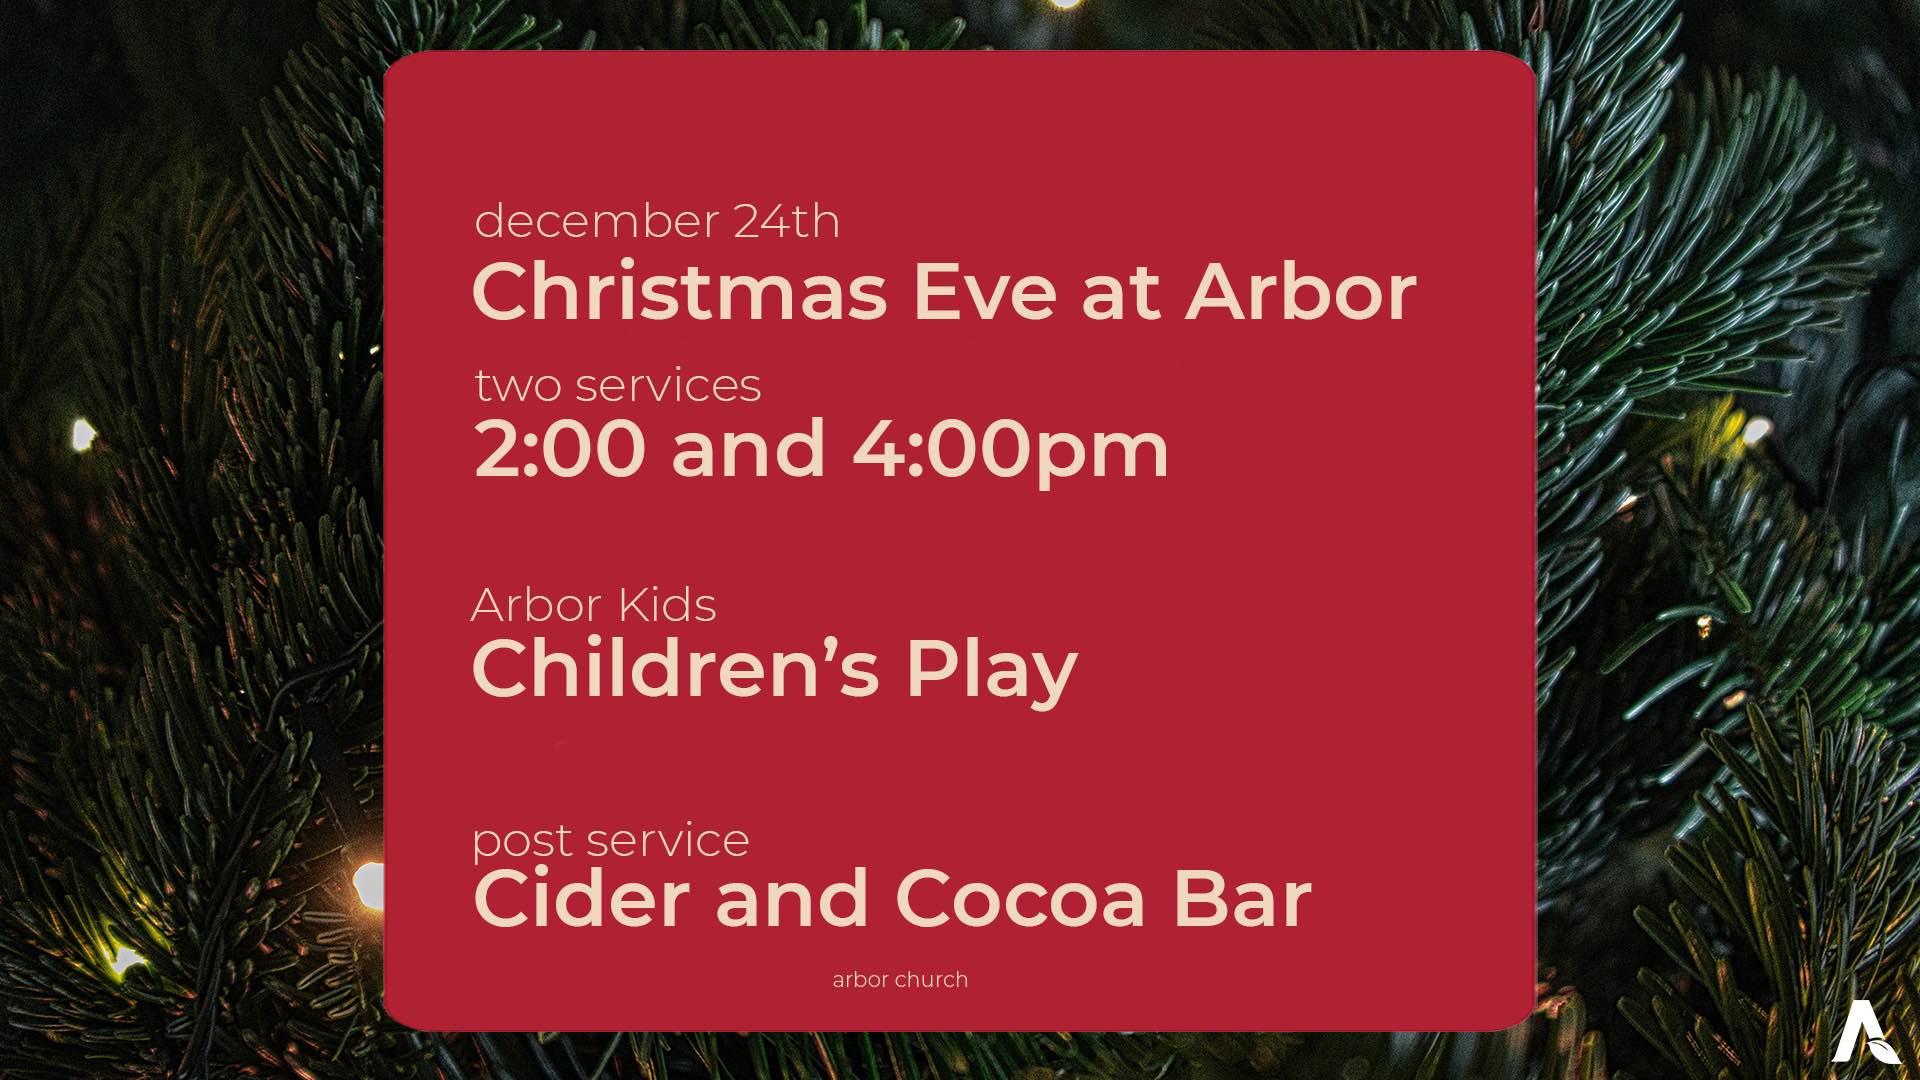 december 24th
Christmas Eve at Arbor
two services
2:00 and 4:00pm
Arbor Kids
Children’s Play
post service
Cider and Cocoa Bar
arbor church